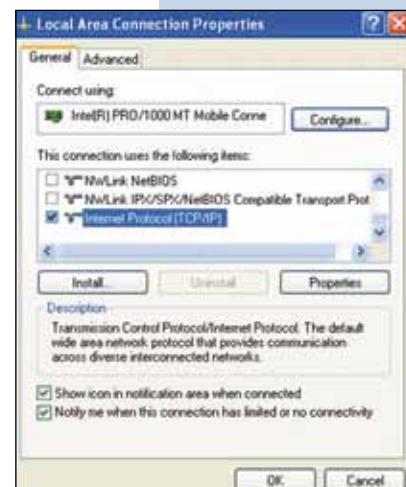 Local Area Connection Properties
General Advanced
Connect using:
Intel(R) PRO/1000 MT Mobile Conne
Configure...
This connection uses the following items:
NWLink NetBIOS
NWLink IPX/SPX/NetBIOS Compatible Transport Prot
Internet Protocol (TCP/IP)
Install... Uninstall Properties
Description
Transmission Control Protocol/Internet Protocol. The default
wide area network protocol that provides communication
across diverse interconnected networks.
Show icon in notification area when connected
Notify me when this connection has limited or no connectivity
OK Cancel